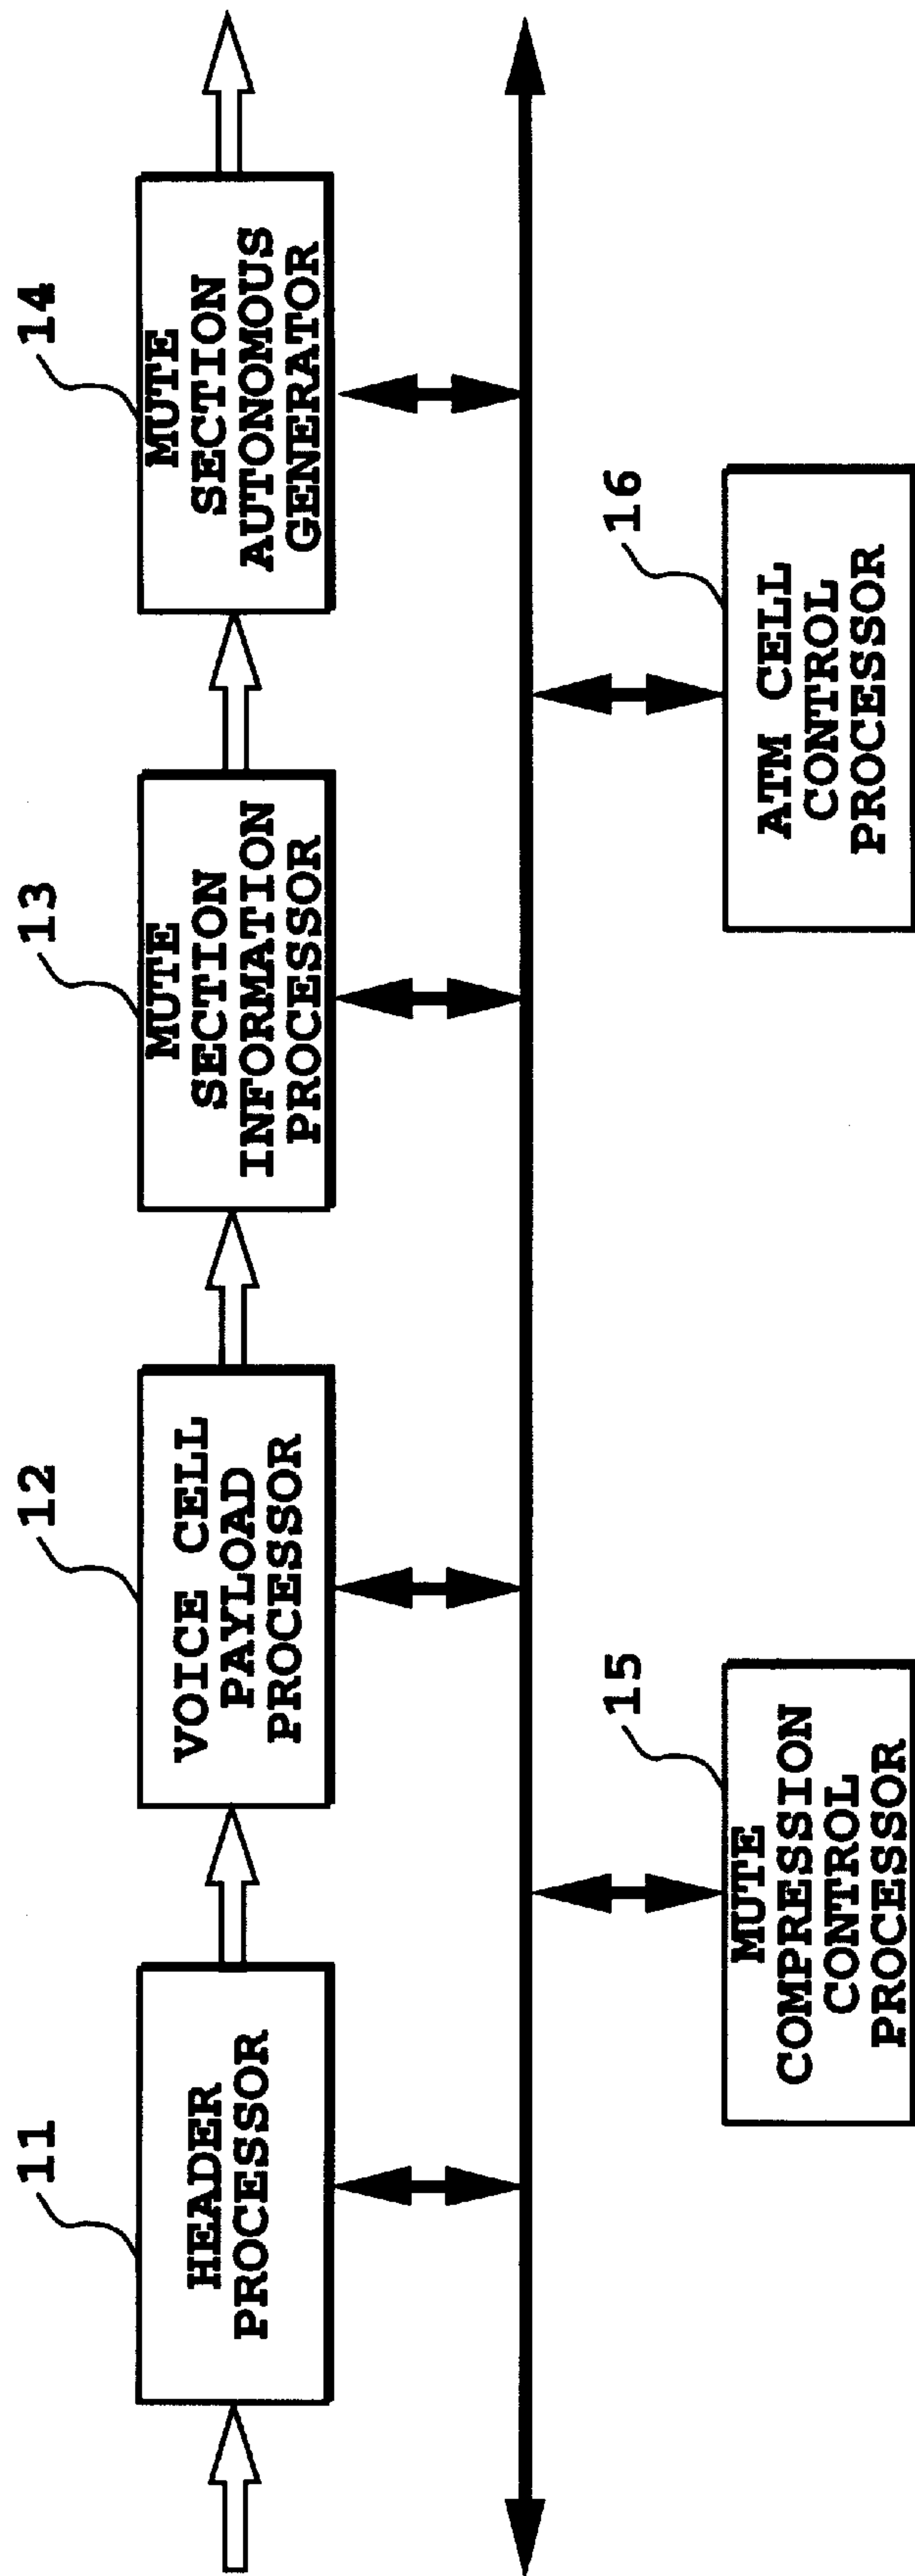 11
HEADER
PROCESSOR
12
VOICE CELL
PAYLOAD
PROCESSOR
13
MUTE
SECTION
INFORMATION
PROCESSOR
14
MUTE
SECTION
AUTONOMOUS
GENERATOR
15
MUTE
COMPRESSION
CONTROL
PROCESSOR
16
ATM CELL
CONTROL
PROCESSOR